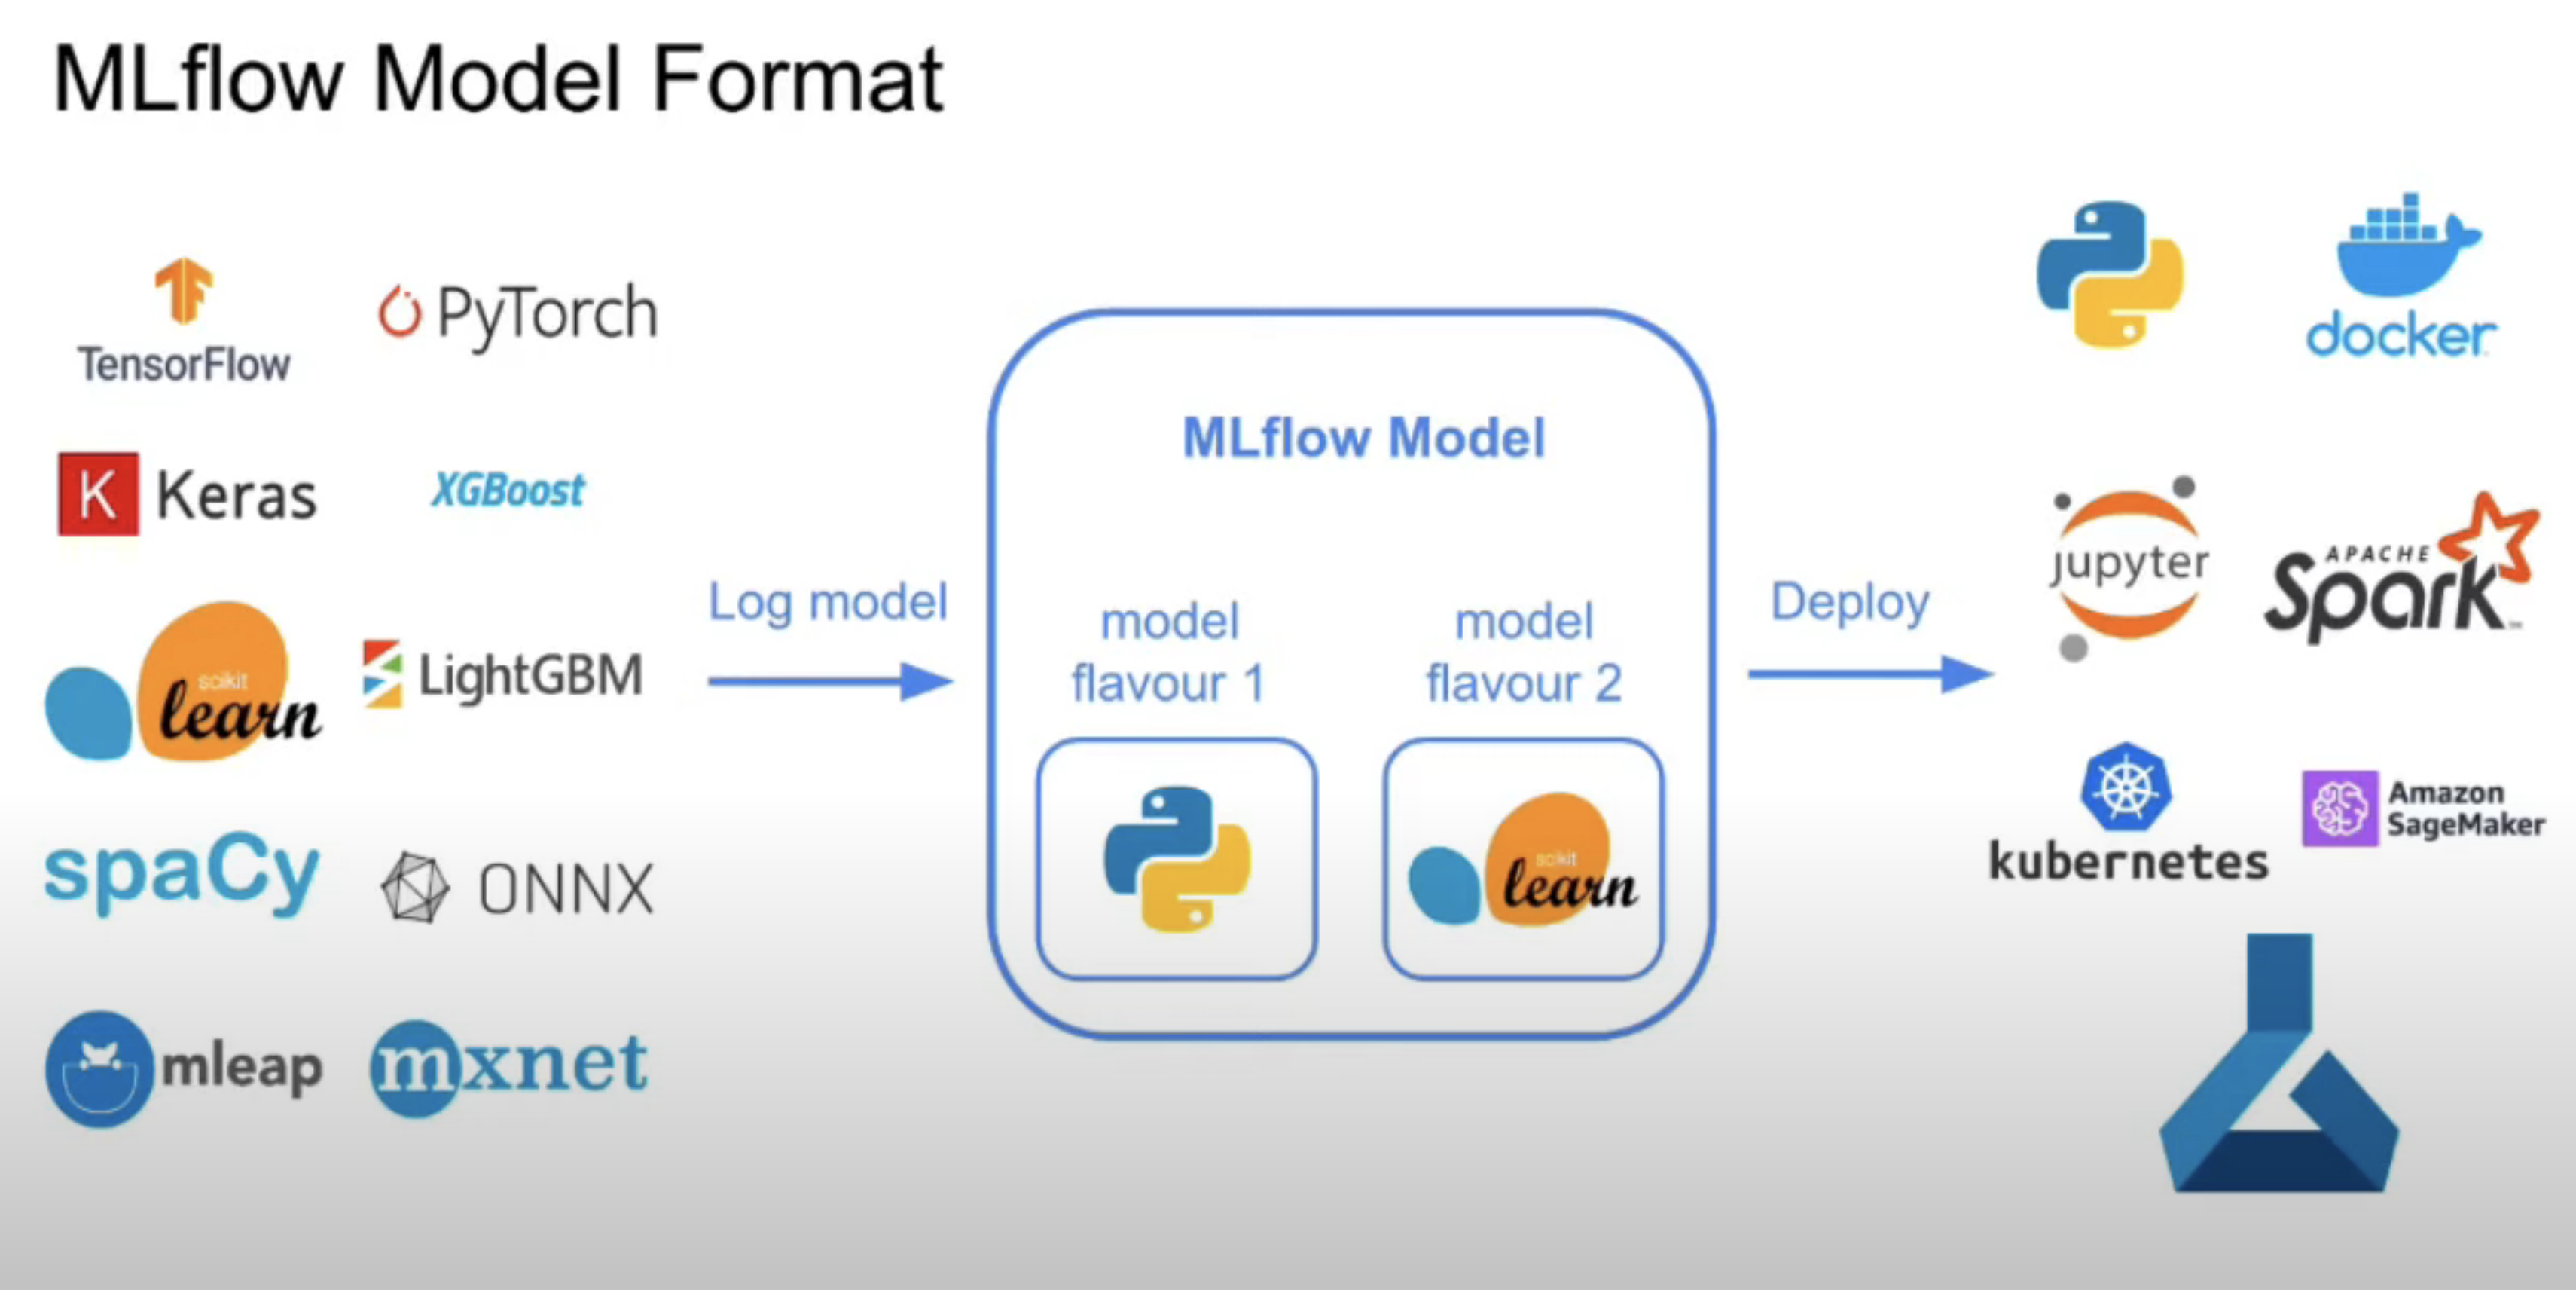 MLflow Model Format
TensorFlow
PyTorch
K Keras
XGBoost
scikit
learn
LightGBM
spaCy
ONNX
mleap
mxnet
Log model
MLflow Model
model
flavour 1
model
flavour 2
scikit
learn
Deploy
docker
jupyter
APACHE
Spark™
kubernetes
Amazon
SageMaker